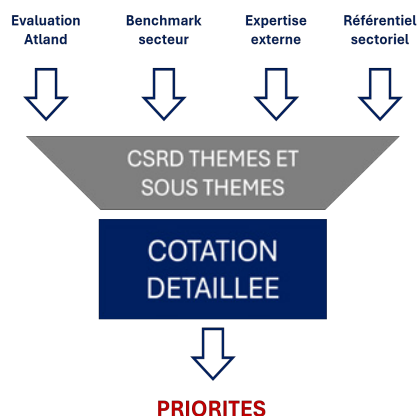 Evaluation Atland
Benchmark secteur
Expertise externe
Référentiel sectoriel
CSRD THEMES ET
SOUS THEMES
COTATION
DETAILLEE
PRIORITES